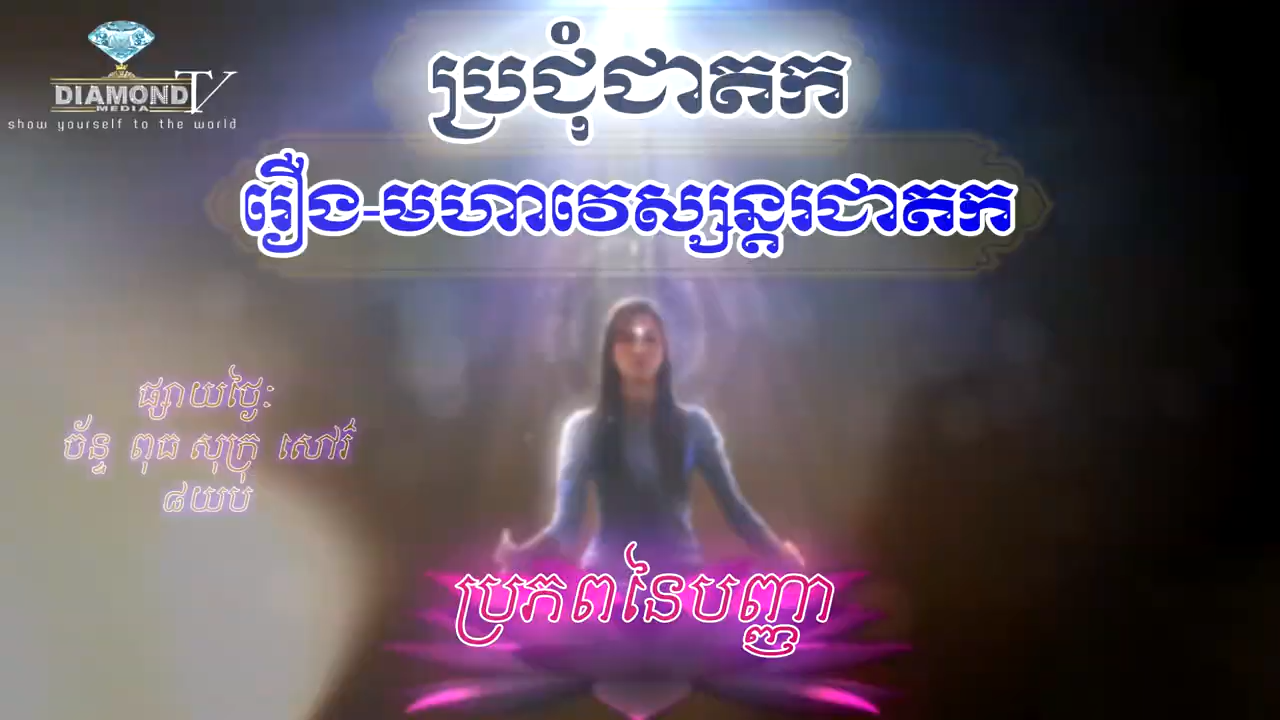 DIAMOND TV
MEDIA
show yourself to the world
ប្រជុំជាតក
រឿង-មហាវេស្សន្តរជាតក
ផ្សាយថ្ងៃៈ
ច័ន្ទ ពុធ សុក្រ សៅរ៍
៨យប់
ប្រភពនៃបញ្ញា